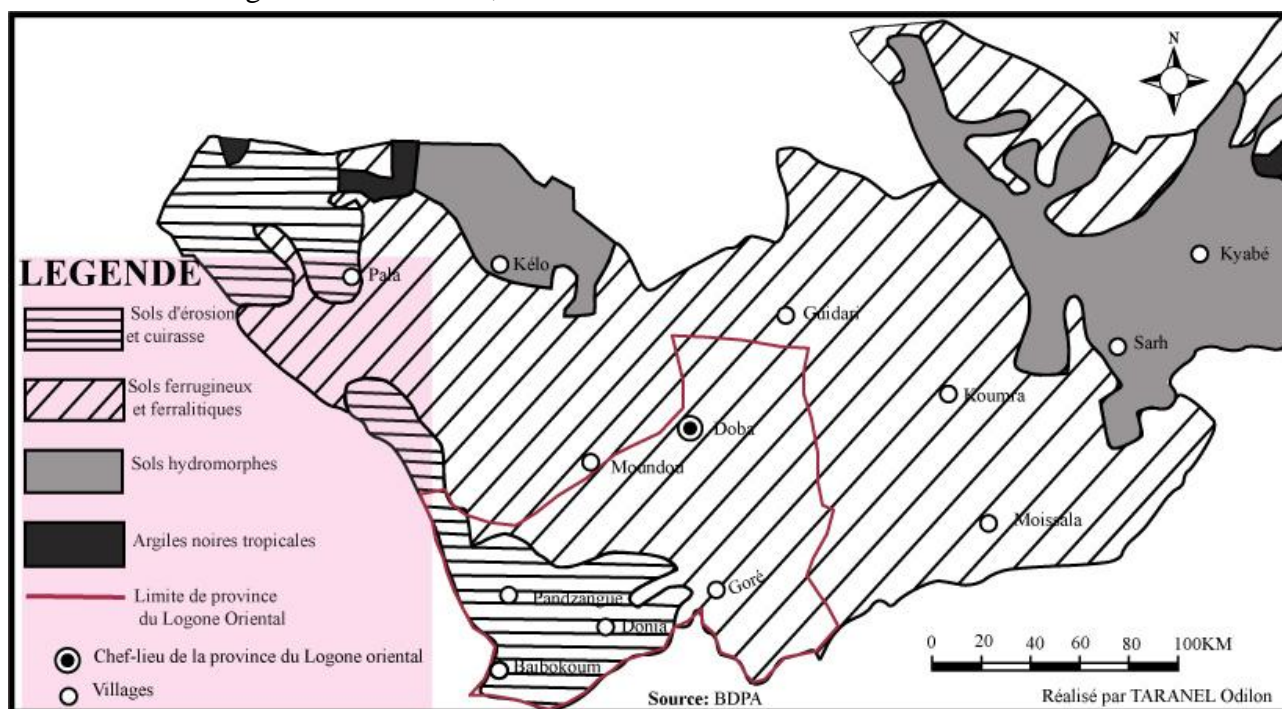 N
LEGENDE
Sols d'érosion
et cuirasse
Sols ferrugineux
et ferralitiques
Sols hydromorphes
Argiles noires tropicales
Limite de province
du Logone Oriental
Chef-lieu de la province du Logone oriental
Villages
Pala
Kélo
Guidari
Kyabé
Sarh
Koumra
Doba
Moundou
Moissala
Goré
Pandzangue
Donia
Baibokoum
0 20 40 60 80 100KM
Source: BDPA
Réalisé par TARANEL Odilon